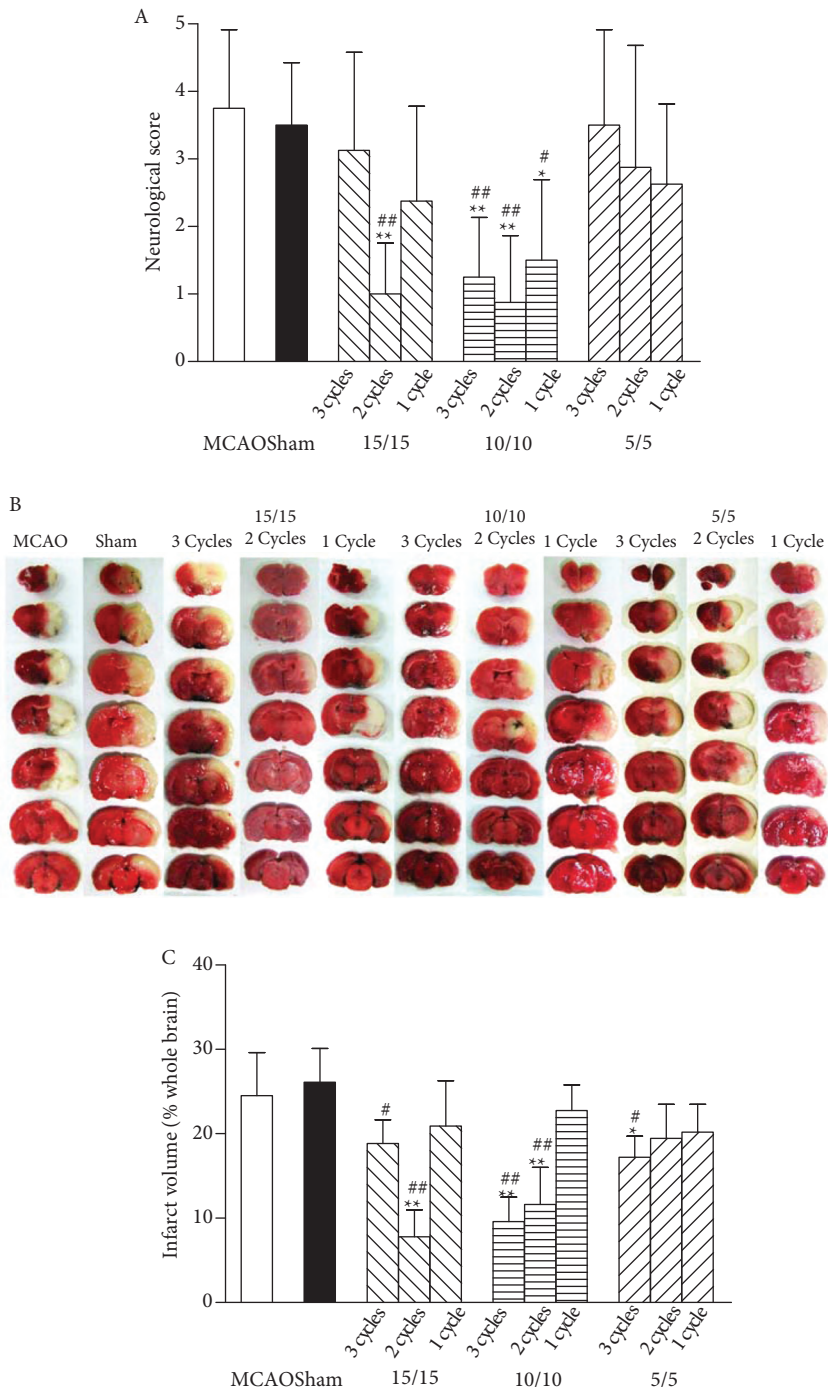 A
Neurological score
5
4
3
2
1
0
##
**
##
**
##
**
#
*
3 cycles
2 cycles
1 cycle
3 cycles
2 cycles
1 cycle
3 cycles
2 cycles
1 cycle
MCAOSham
15/15
10/10
5/5
B
15/15
10/10
5/5
MCAO
Sham
3 Cycles
2 Cycles
1 Cycle
3 Cycles
2 Cycles
1 Cycle
3 Cycles
2 Cycles
1 Cycle
C
Infarct volume (% whole brain)
40
30
20
10
0
#
##
**
##
**
##
**
#
*
3 cycles
2 cycles
1 cycle
3 cycles
2 cycles
1 cycle
3 cycles
2 cycles
1 cycle
MCAOSham
15/15
10/10
5/5